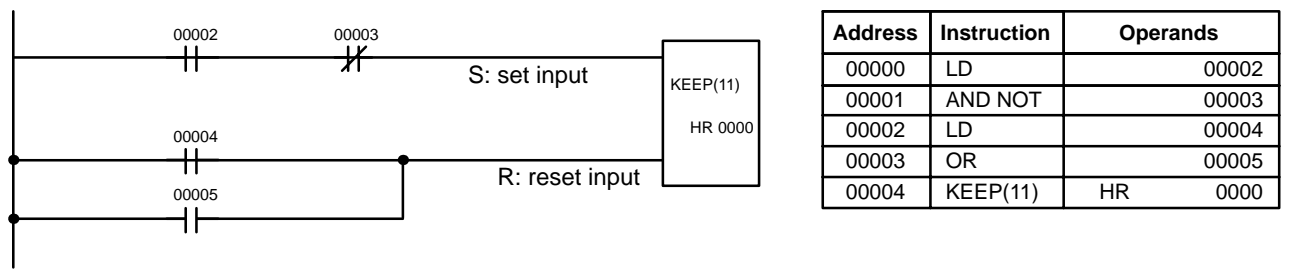 00002 00003
S: set input
KEEP(11)
HR 0000
00004
R: reset input
00005
Address Instruction Operands
00000 LD 00002
00001 AND NOT 00003
00002 LD 00004
00003 OR 00005
00004 KEEP(11) HR 0000